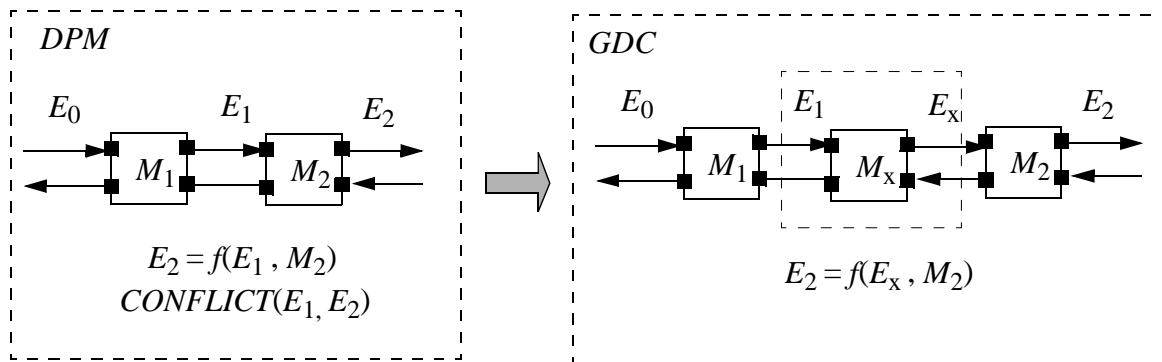 DPM
E0 E1 E2
M1 M2
E2 = f(E1 , M2)
CONFLICT(E1, E2)
GDC
E0 E1 Ex E2
M1 Mx M2
E2 = f(Ex , M2)